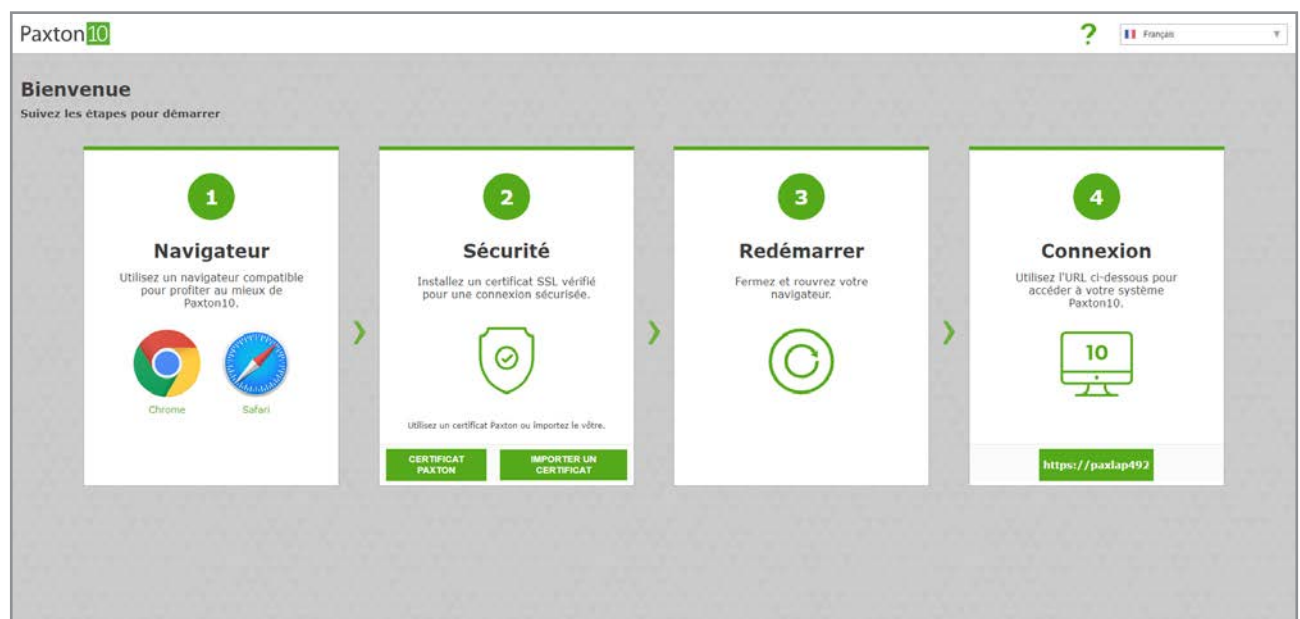 Paxton10
?
Français
Bienvenue
Suivez les étapes pour démarrer
1
Navigateur
Utilisez un navigateur compatible
pour profiter au mieux de
Paxton10.
Chrome
Safari
2
Sécurité
Installez un certificat SSL vérifié
pour une connexion sécurisée.
Utilisez un certificat Paxton ou importez le vôtre.
CERTIFICAT
PAXTON
IMPORTER UN
CERTIFICAT
3
Redémarrer
Fermez et rouvrez votre
navigateur.
4
Connexion
Utilisez l'URL ci-dessous pour
accéder à votre système
Paxton10.
10
https://paxlap492